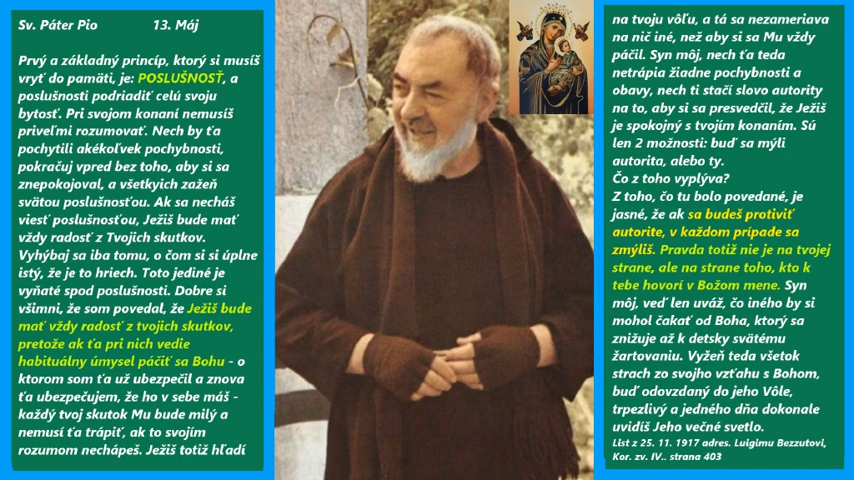 Sv. Páter Pio 13. Máj
Prvý a základný princíp, ktorý si musíš
vryť do pamäti, je: POSLUŠNOSŤ, a
poslušnosti podriadiť celú svoju
bytosť. Pri svojom konaní nemusíš
priveľmi rozumovať. Nech by ťa
pochytili akékoľvek pochybnosti,
pokračuj vpred bez toho, aby si sa
znepokojoval, a všetkyich zažeň
svätou poslušnosťou. Ak sa necháš
viesť poslušnosťou, Ježiš bude mať
vždy radosť z Tvojich skutkov.
Vyhýbaj sa iba tomu, o čom si si úplne
istý, že je to hriech. Toto jediné je
vyňaté spod poslušnosti. Dobre si
všimni, že som povedal, že Ježiš bude
mať vždy radosť z tvojich skutkov,
pretože ak ťa pri nich vedie
habituálny úmysel páčiť sa Bohu - o
ktorom som ťa už ubezpečil a znova
ťa ubezpečujem, že ho v sebe máš -
každý tvoj skutok Mu bude milý a
nemusí ťa trápiť, ak to svojím
rozumom nechápeš. Ježiš totiž hľadí
na tvoju vôľu, a tá sa nezameriava
na nič iné, než aby si sa Mu vždy
páčil. Syn môj, nech ťa teda
netrápia žiadne pochybnosti a
obavy, nech ti stačí slovo autority
na to, aby si sa presvedčil, že Ježiš
je spokojný s tvojím konaním. Sú
len 2 možnosti: buď sa mýli
autorita, alebo ty.
Čo z toho vyplýva?
Z toho, čo tu bolo povedané, je
jasné, že ak sa budeš protiviť
autorite, v každom prípade sa
zmýliš. Pravda totiž nie je na tvojej
strane, ale na strane toho, kto k
tebe hovorí v Božom mene. Syn
môj, veď len uváž, čo iného by si
mohol čakať od Boha, ktorý sa
znižuje až k detsky svätému
žartovaniu. Vyžeň teda všetok
strach zo svojho vzťahu s Bohom,
buď odovzdaný do jeho Vôle,
trpezlivý a jedného dňa dokonale
uvidíš Jeho večné svetlo.
List z 25. 11. 1917 adres. Luigimu Bezzutovi,
Kor. zv. IV.. strana 403